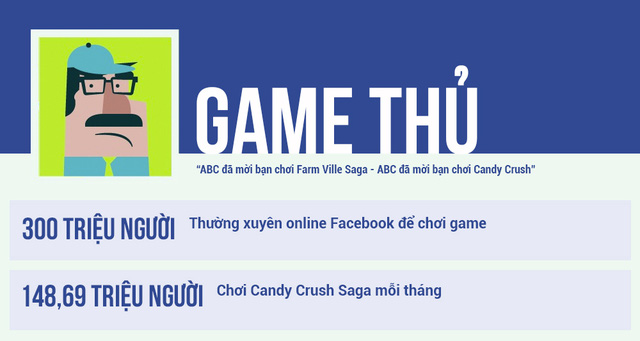 GAME THỦ
"ABC đã mời bạn chơi Farm Ville Saga - ABC đã mời bạn chơi Candy Crush"
300 TRIỆU NGƯỜI Thường xuyên online Facebook để chơi game
148,69 TRIỆU NGƯỜI Chơi Candy Crush Saga mỗi tháng